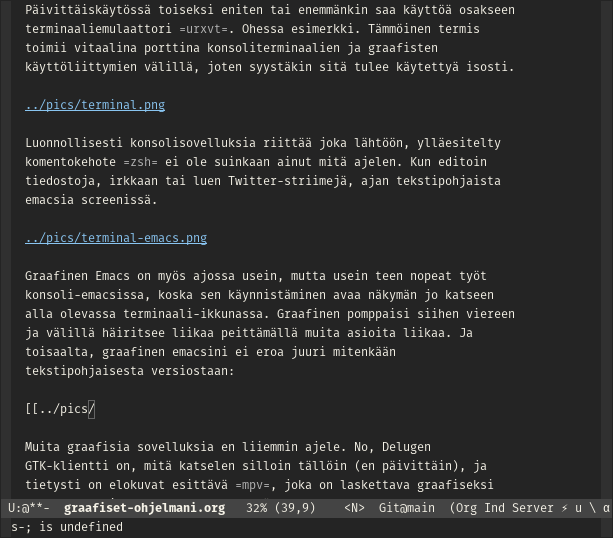 Päivittäiskäytössä toiseksi eniten tai enemmänkin saa käyttöä osakseen
terminaaliemulaattori =urxvt=. Ohessa esimerkki. Tämmöinen termis
toimii vitaalina porttina konsoliterminaalien ja graafisten
käyttöliittymien välillä, joten syystäkin sitä tulee käytettyä isosti.
../pics/terminal.png
Luonnollisesti konsolisovelluksia riittää joka lähtöön, ylläesitelty
komentokehote =zsh= ei ole suinkaan ainut mitä ajelen. Kun editoin
tiedostoja, irkkaan tai luen Twitter-striimejä, ajan tekstipohjaista
emacsia screenissä.
../pics/terminal-emacs.png
Graafinen Emacs on myös ajossa usein, mutta usein teen nopeat työt
konsoli-emacsissa, koska sen käynnistäminen avaa näkymän jo katseen
alla olevassa terminaali-ikkunassa. Graafinen pomppaisi siihen viereen
ja välillä häiritsee liikaa peittämällä muita asioita liikaa. Ja
toisaalta, graafinen emacsini ei eroa juuri mitenkään
tekstipohjaisesta versiostaan:
[[../pics/
Muita graafisia sovelluksia en liiemmin ajele. No, Delugen
GTK-klientti on, mitä katselen silloin tällöin (en päivittäin), ja
tietysti on elokuvat esittävä =mpv=, joka on laskettava graafiseksi
U:@**-  graafiset-ohjelmani.org   32% (39,9)    <N>  Git@main  (Org Ind Server ⚡ u \ α
s-; is undefined